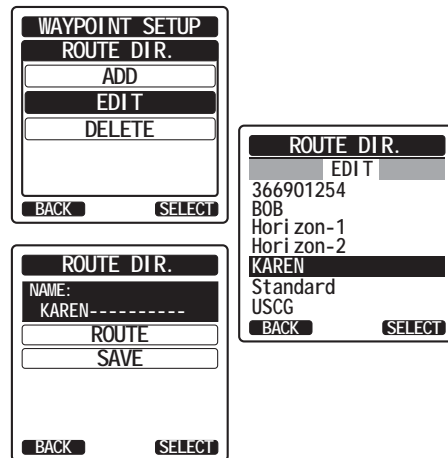 WAYPOINT SETUP
ROUTE DIR.
ADD
EDIT
DELETE
BACK SELECT
ROUTE DIR.
EDIT
366901254
BOB
Horizon-1
Horizon-2
KAREN
Standard
USCG
BACK SELECT
ROUTE DIR.
NAME:
KAREN----------
ROUTE
SAVE
BACK SELECT